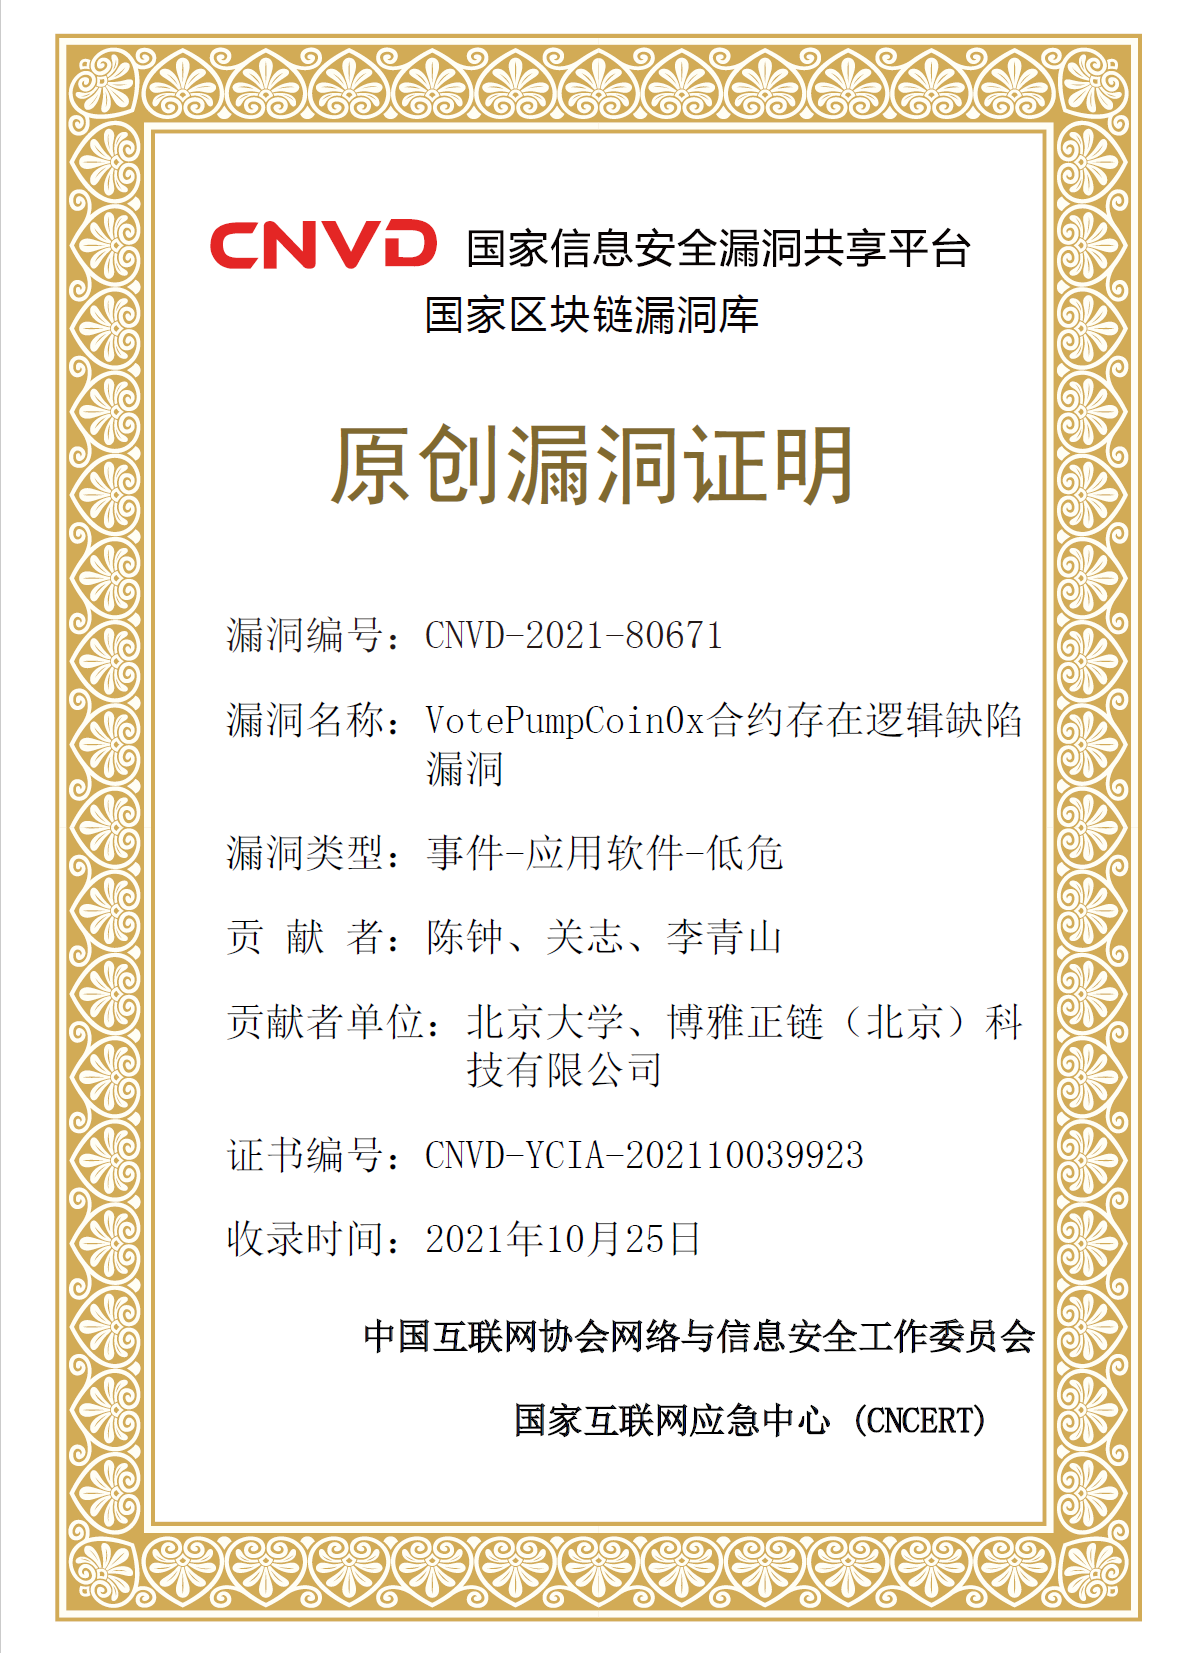 CNVD 国家信息安全漏洞共享平台
国家区块链漏洞库
原创漏洞证明
漏洞编号：CNVD-2021-80671
漏洞名称：VotePumpCoin0x合约存在逻辑缺陷
漏洞
漏洞类型：事件-应用软件-低危
贡 献 者：陈钟、关志、李青山
贡献者单位：北京大学、博雅正链（北京）科
技有限公司
证书编号：CNVD-YCIA-202110039923
收录时间：2021年10月25日
中国互联网协会网络与信息安全工作委员会
国家互联网应急中心 (CNCERT)